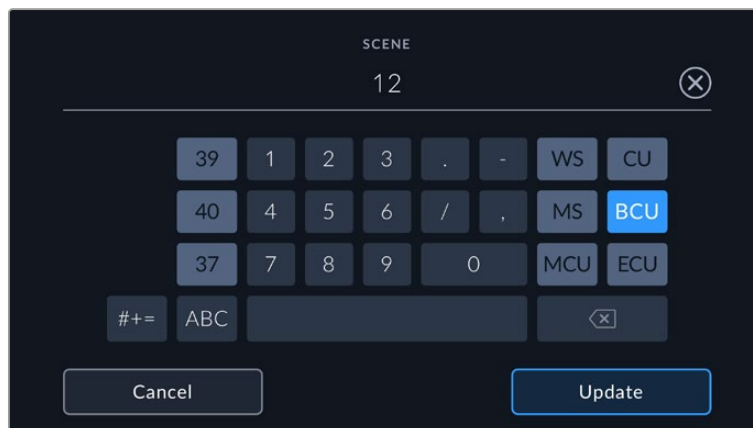 SCENE
12
39 1 2 3 . - WS CU
40 4 5 6 / , MS BCU
37 7 8 9 0 MCU ECU
#+= ABC
Cancel Update